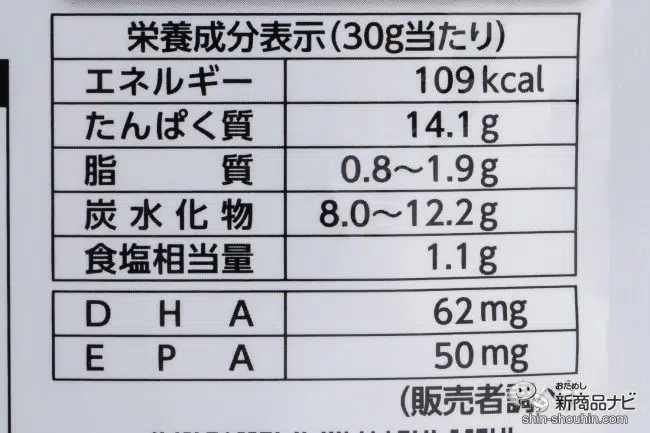 栄養成分表示(30g当たり)
エネルギー 109kcal
たんぱく質 14.1g
脂質 0.8～1.9g
炭水化物 8.0～12.2g
食塩相当量 1.1g
DHA 62mg
EPA 50mg
(販売者調
おためし
新商品ナビ
shin-shouhin.com